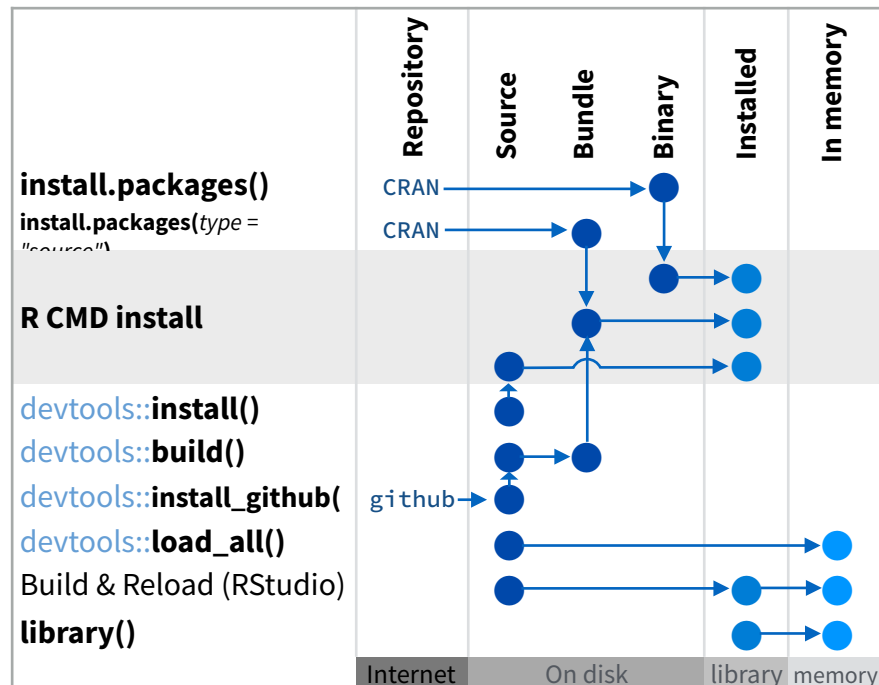 Repository
Source
Bundle
Binary
Installed
In memory
install.packages() CRAN
install.packages(type = CRAN
"source")
R CMD install
devtools::install()
devtools::build()
devtools::install_github( github
devtools::load_all()
Build & Reload (RStudio)
library()
Internet On disk library memory